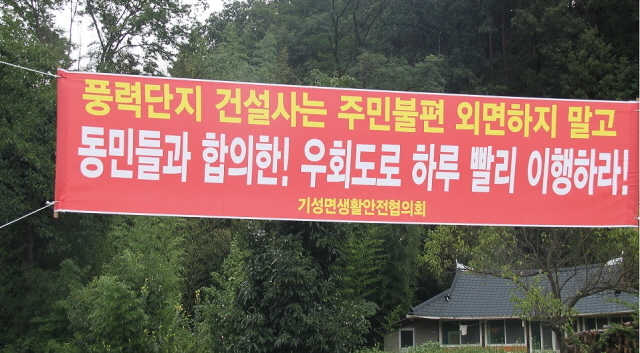 풍력단지 건설사는 주민불편 외면하지 말고
동민들과 합의한! 우회도로 하루 빨리 이행하라!
기성면생활안전협의회